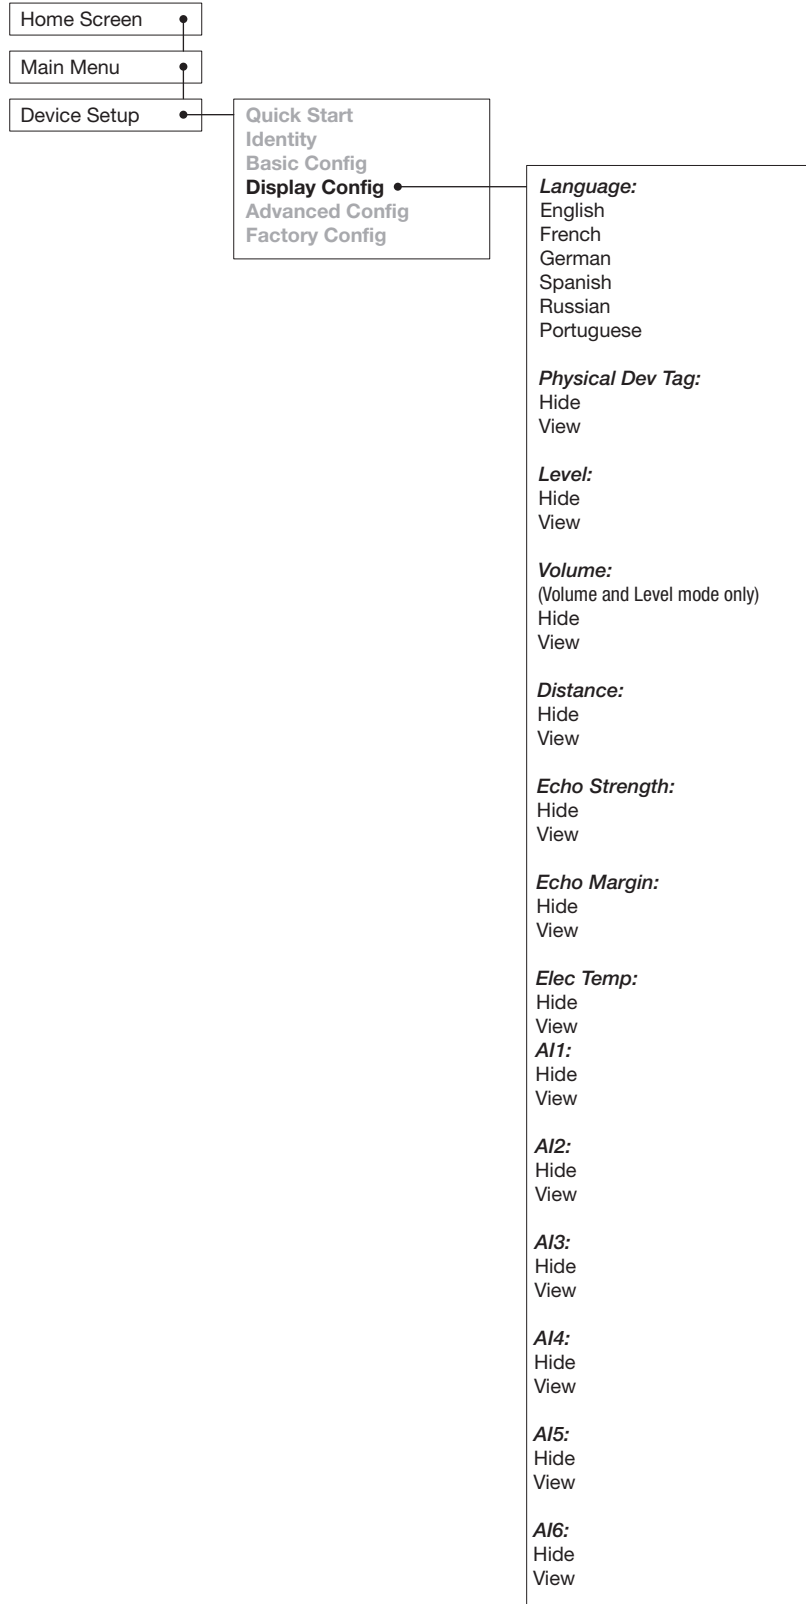 Home Screen
Main Menu
Device Setup
Quick Start
Identity
Basic Config
Display Config
Advanced Config
Factory Config
Language:
English
French
German
Spanish
Russian
Portuguese
Physical Dev Tag:
Hide
View
Level:
Hide
View
Volume:
(Volume and Level mode only)
Hide
View
Distance:
Hide
View
Echo Strength:
Hide
View
Echo Margin:
Hide
View
Elec Temp:
Hide
View
AI1:
Hide
View
AI2:
Hide
View
AI3:
Hide
View
AI4:
Hide
View
AI5:
Hide
View
AI6:
Hide
View